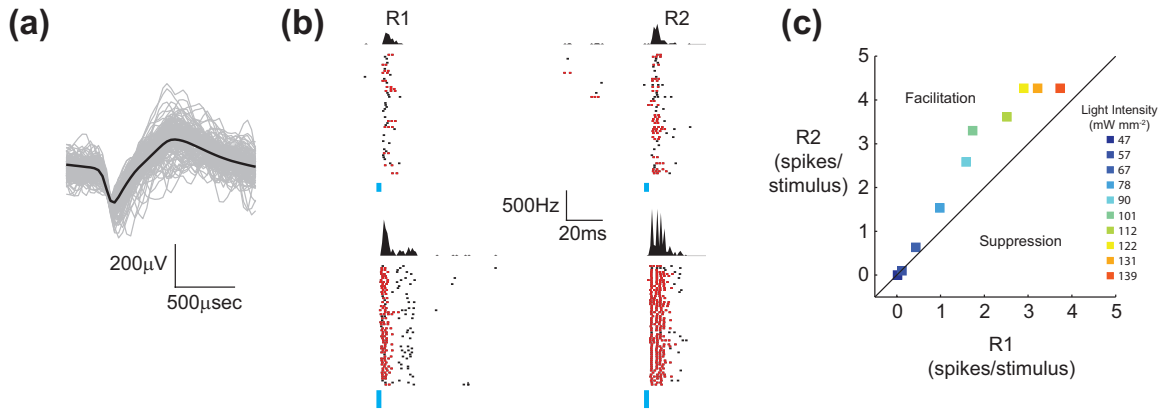 (a)
200μV
500μsec
(b)
R1
R2
500Hz
20ms
(c)
5
4
3
2
1
0
R2
(spikes/
stimulus)
Facilitation
Suppression
0 1 2 3 4 5
R1
(spikes/stimulus)
Light Intensity
(mW mm-2)
47
57
67
78
90
101
112
122
131
139